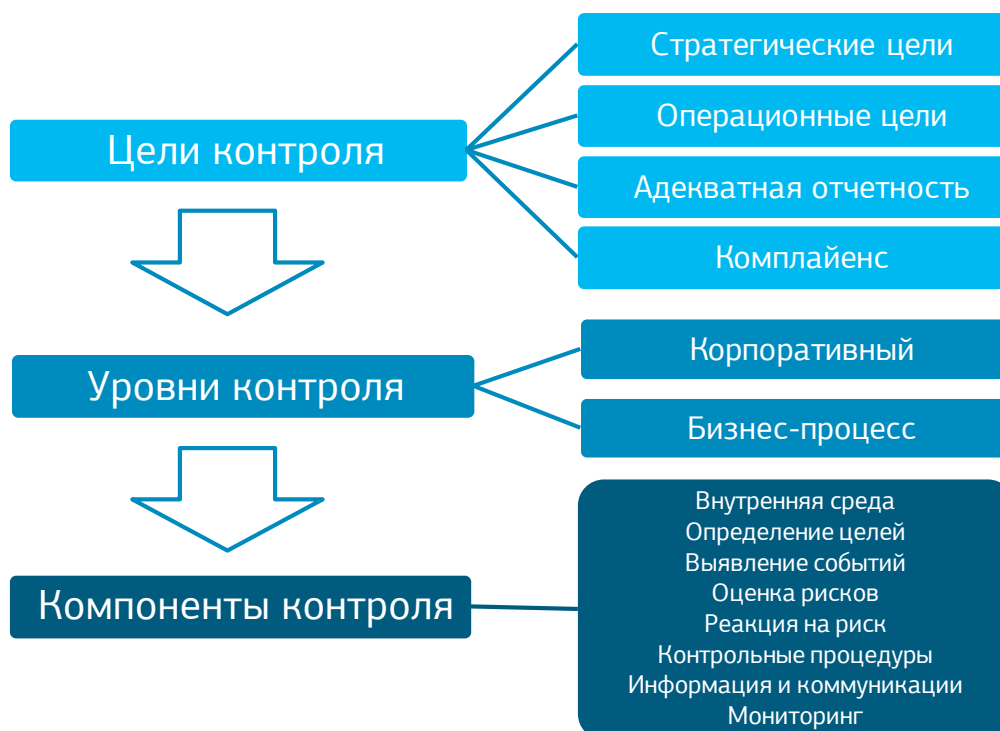 Цели контроля
Стратегические цели
Операционные цели
Адекватная отчетность
Комплайенс
Уровни контроля
Корпоративный
Бизнес-процесс
Компоненты контроля
Внутренняя среда
Определение целей
Выявление событий
Оценка рисков
Реакция на риск
Контрольные процедуры
Информация и коммуникации
Мониторинг